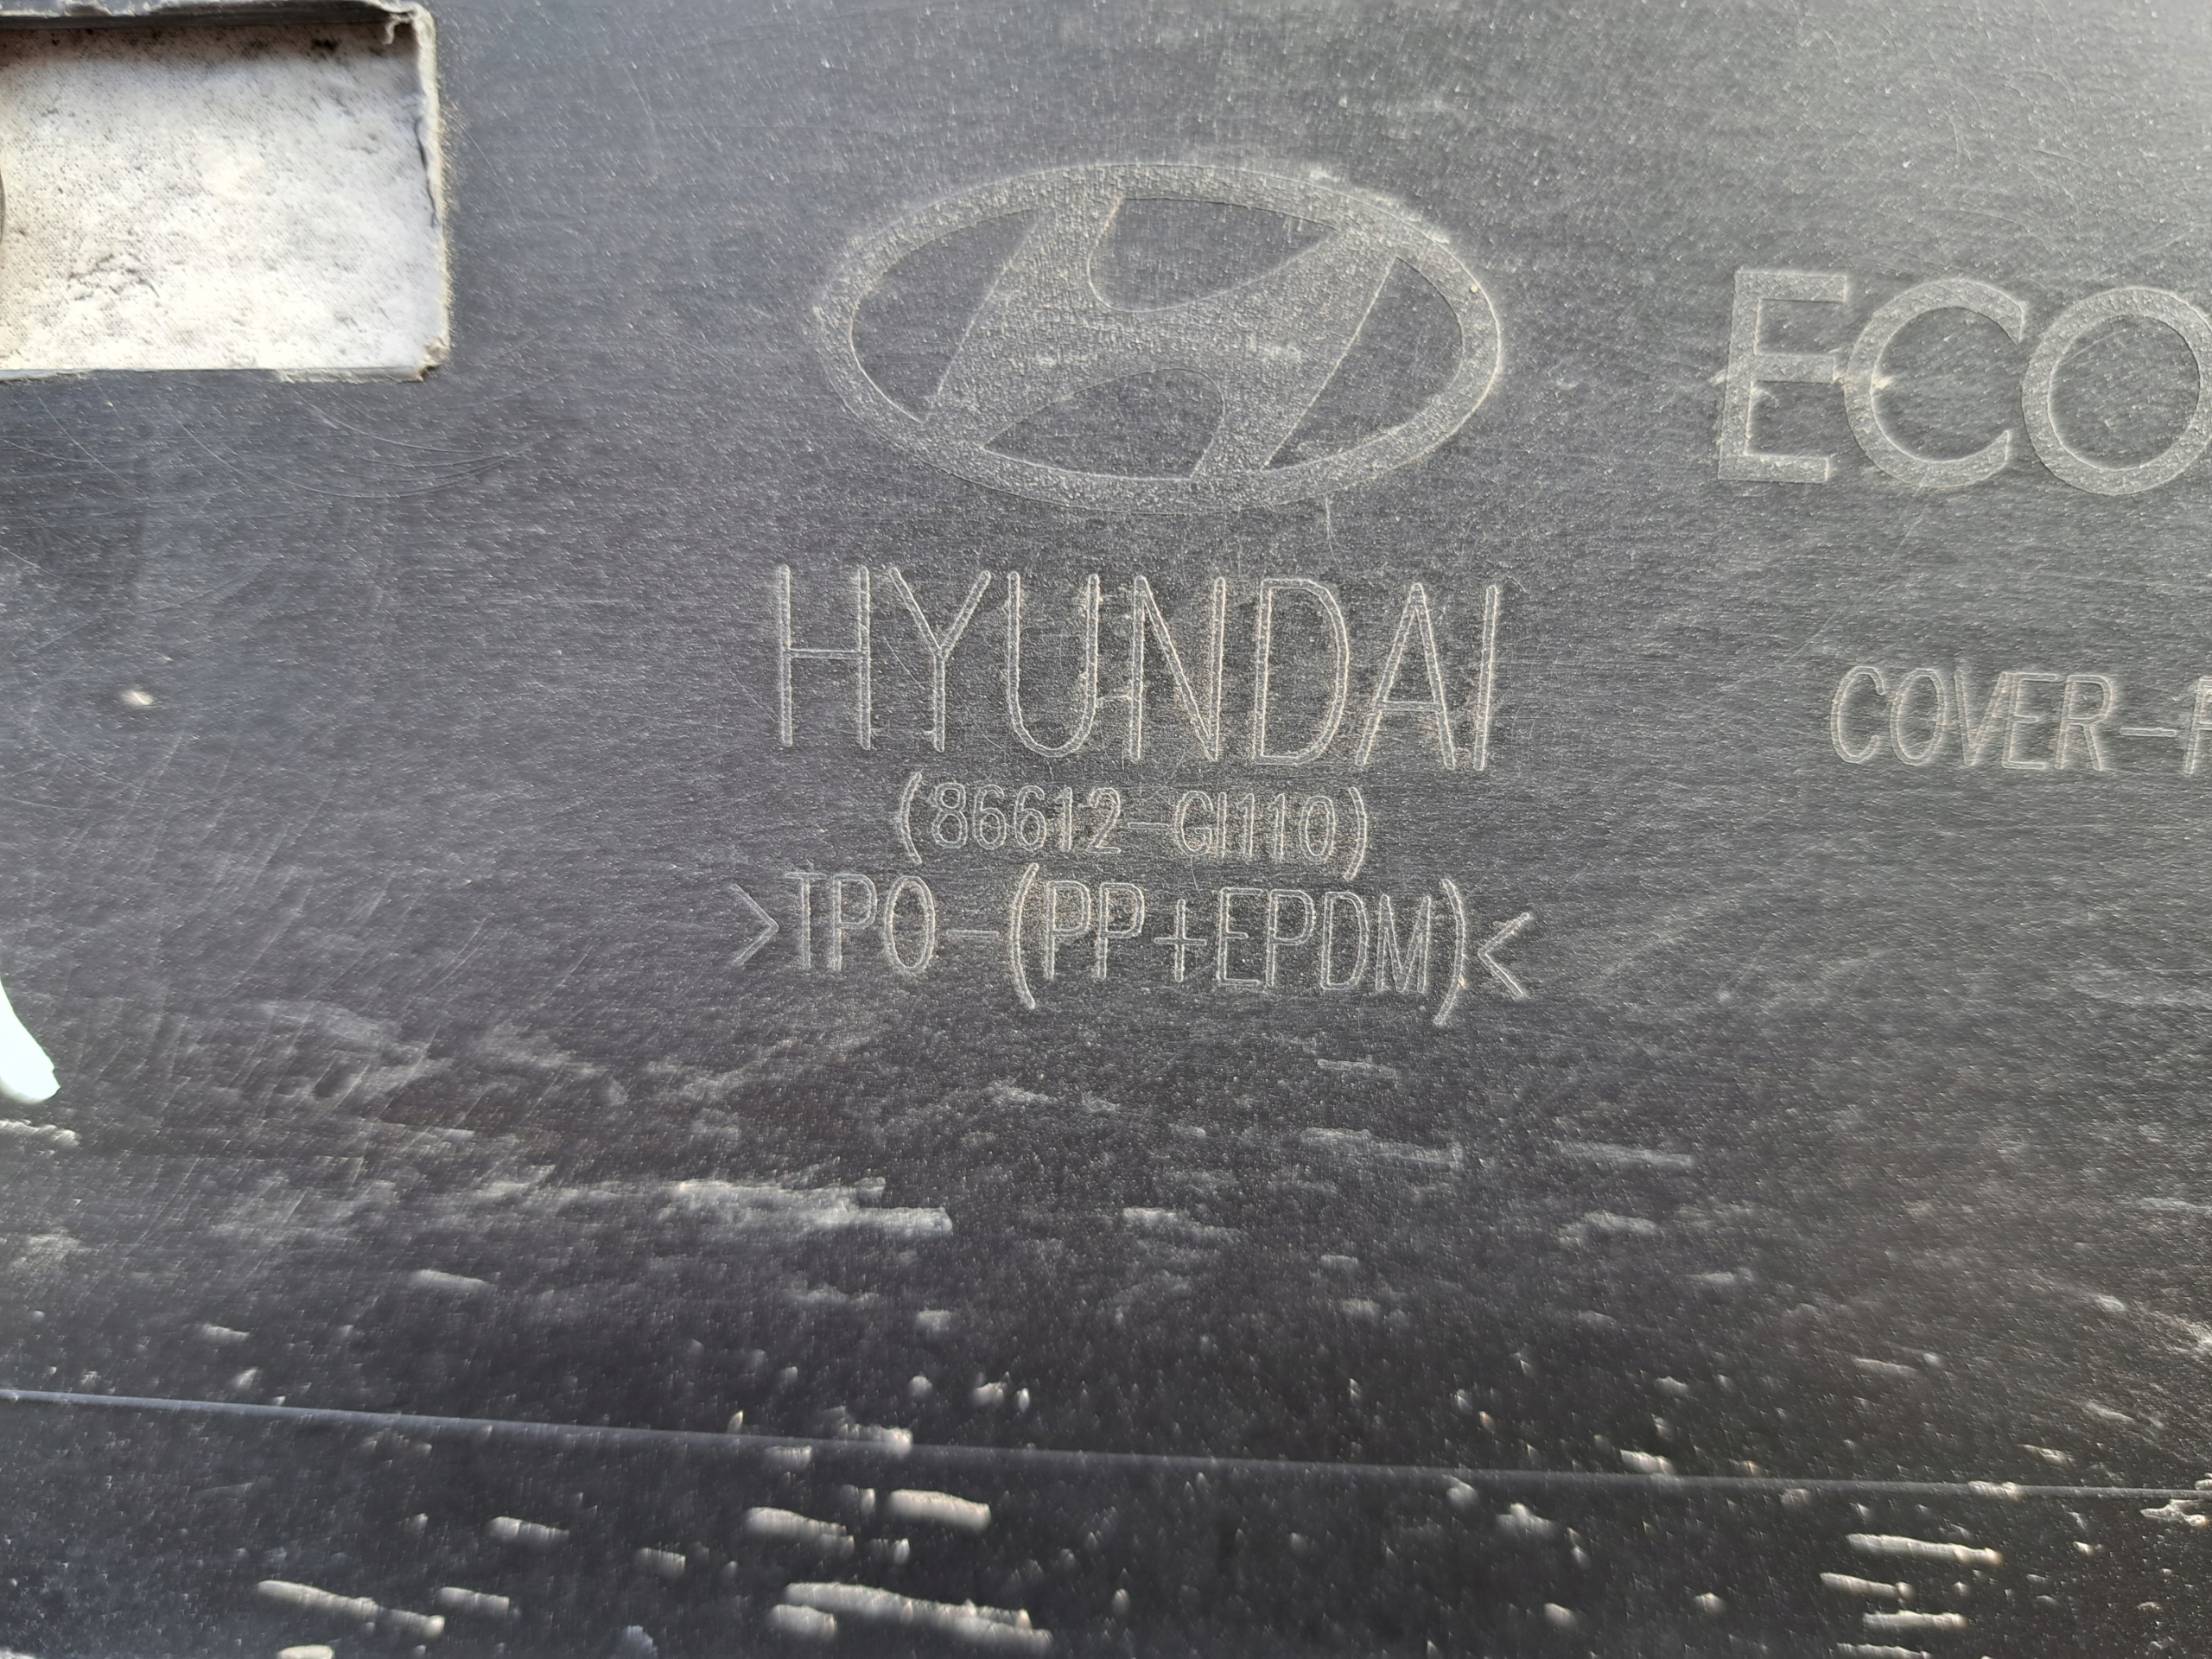 ECO
HYUNDAI
COVER-
(86612-GI110)
>TPO-(PP+EPDM)<